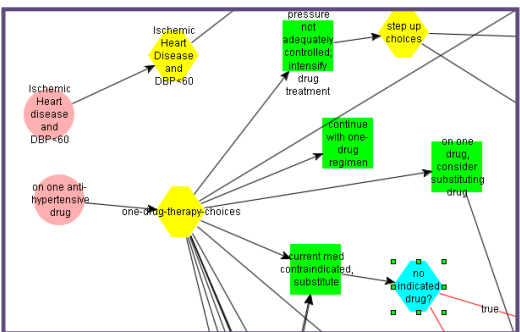 Ischemic
Heart
Disease
and
DBP<60
pressure
not
adequately
controlled;
intensify
drug
treatment
step up
choices
Ischemic
Heart
disease
and
DBP<60
continue
with one-
drug
regimen
on one
drug,
consider
substituting
drug
on one anti-
hypertensive
drug
one-drug-therapy-choices
current med
contraindicated,
substitute
no
indicated
drug?
true